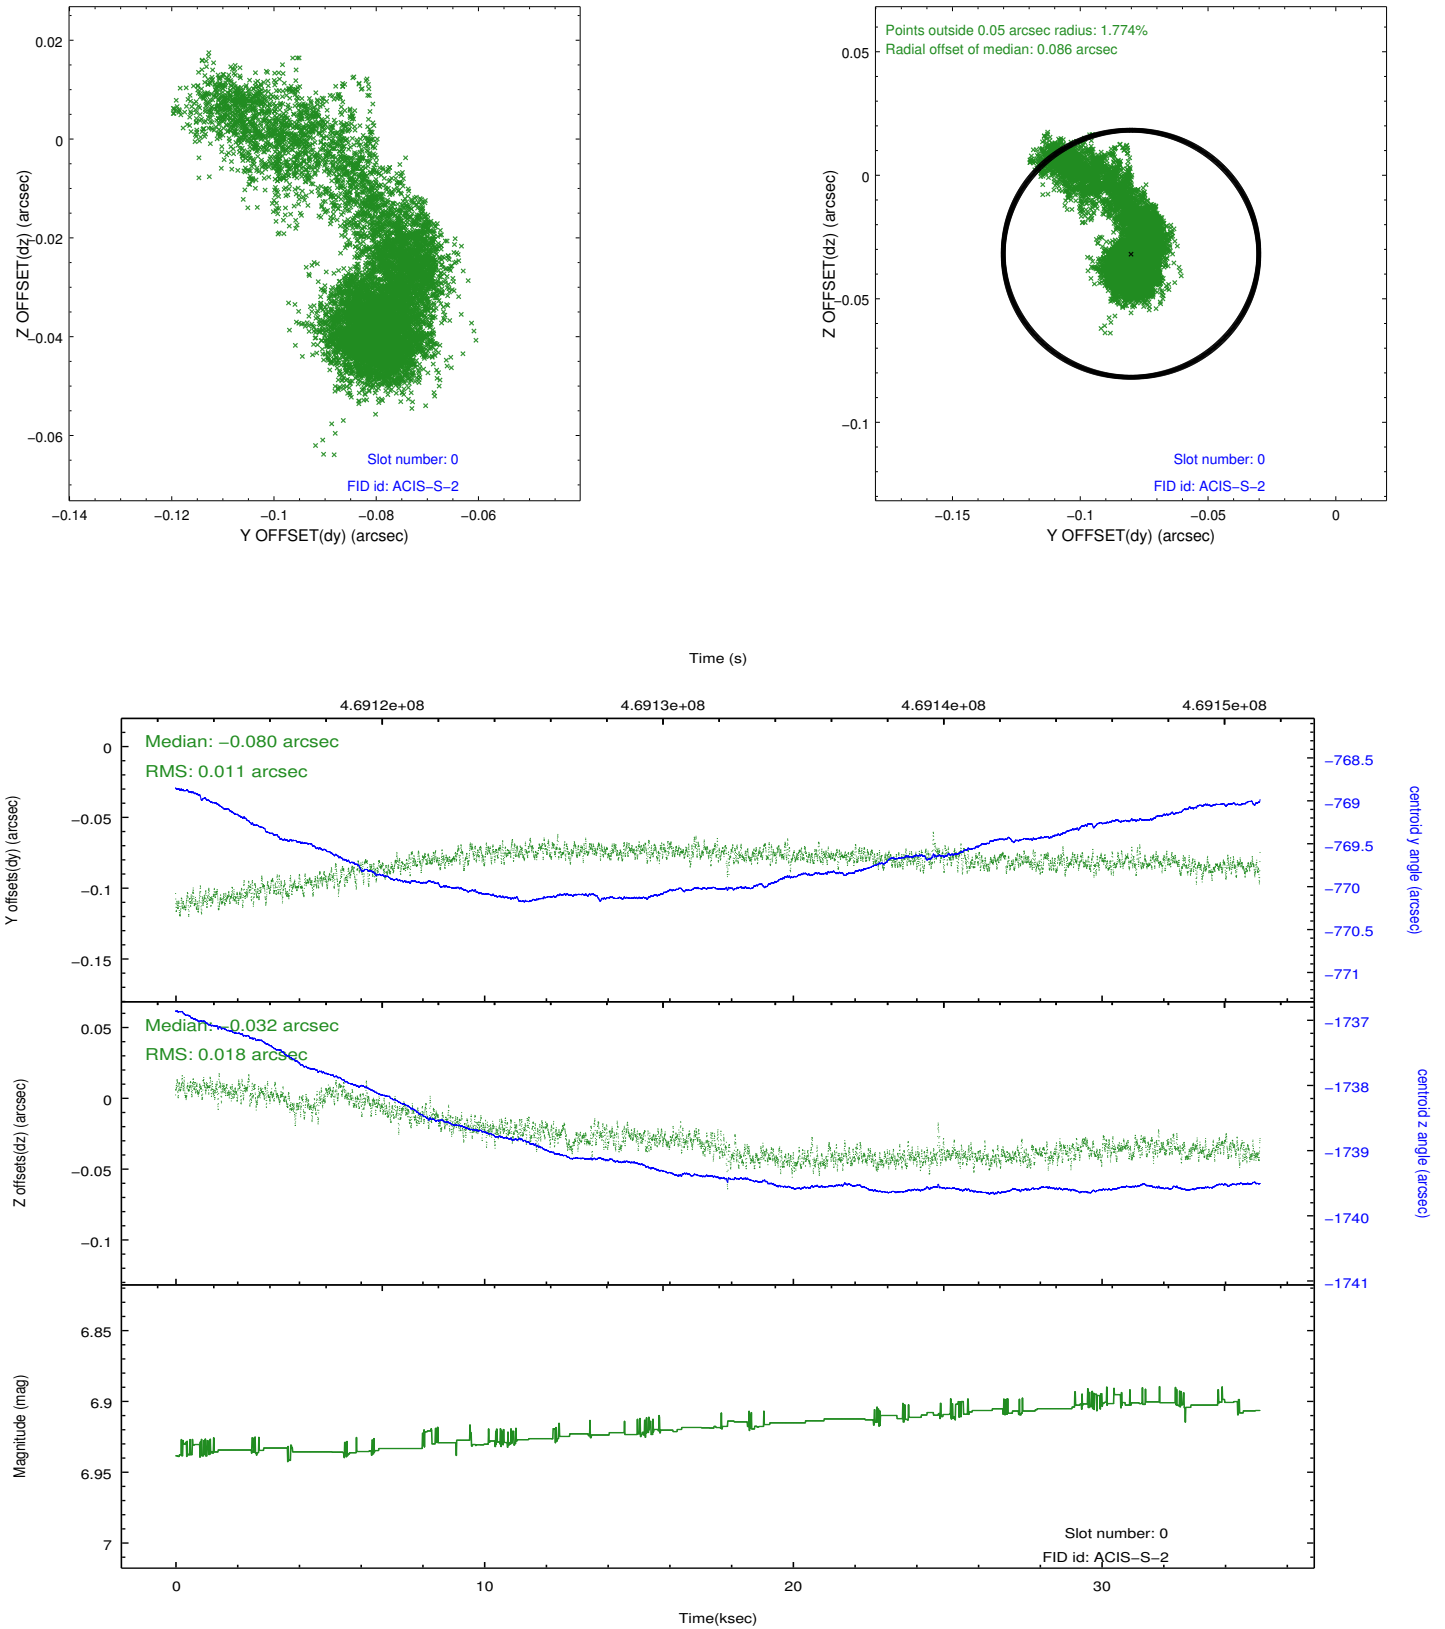 0.02
0
−0.02
−0.04
−0.06
Z OFFSET(dz) (arcsec)
Slot number: 0
FID id: ACIS−S−2
−0.14
−0.12
−0.1
−0.08
−0.06
Y OFFSET(dy) (arcsec)
Points outside 0.05 arcsec radius: 1.774%
Radial offset of median: 0.086 arcsec
0.05
0
−0.05
−0.1
Z OFFSET(dz) (arcsec)
Slot number: 0
FID id: ACIS−S−2
−0.15
−0.1
−0.05
0
Y OFFSET(dy) (arcsec)
Time (s)
4.6912e+08
4.6913e+08
4.6914e+08
4.6915e+08
Median: −0.080 arcsec
RMS: 0.011 arcsec
0
−0.05
−0.1
−0.15
Y offsets(dy) (arcsec)
−768.5
−769
−769.5
−770
−770.5
−771
centroid y angle (arcsec)
Median: −0.032 arcsec
RMS: 0.018 arcsec
0.05
0
−0.05
−0.1
Z offsets(dz) (arcsec)
−1737
−1738
−1739
−1740
−1741
centroid z angle (arcsec)
6.85
6.9
6.95
7
Magnitude (mag)
Slot number: 0
FID id: ACIS−S−2
0
10
20
30
Time(ksec)